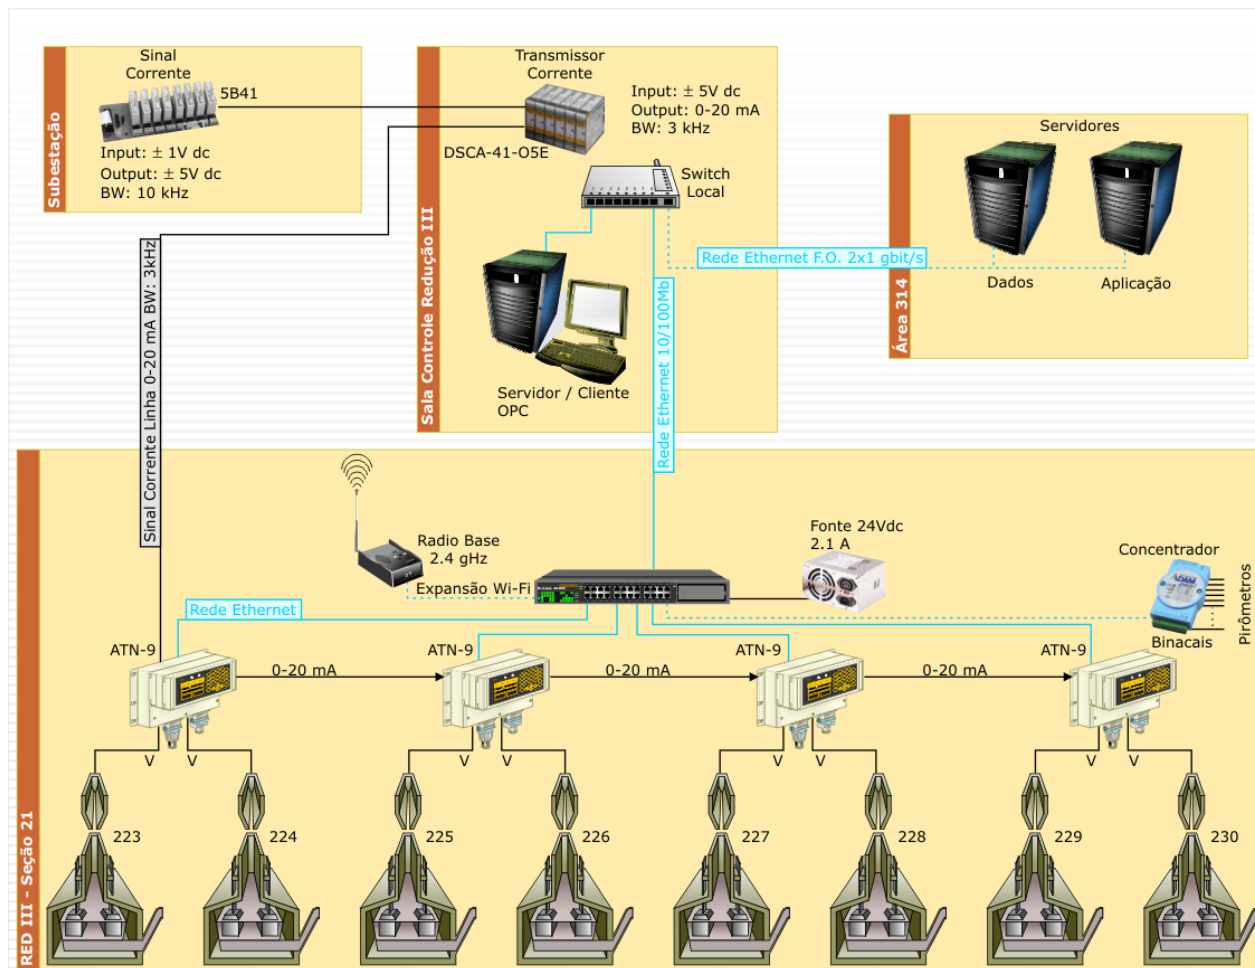 Subestação
Sinal
Corrente
5B41
Input: ± 1V dc
Output: ± 5V dc
BW: 10 kHz
Sala Controle Redução III
Transmissor
Corrente
Input: ± 5V dc
Output: 0-20 mA
BW: 3 kHz
DSCA-41-O5E
Switch
Local
Servidor / Cliente
OPC
Área 314
Servidores
Dados
Aplicação
Rede Ethernet F.O. 2x1 gbit/s
Rede Ethernet 10/100Mb
Sinal Corrente Linha 0-20 mA BW: 3kHz
RED III - Seção 21
Radio Base
2.4 gHz
Expansão Wi-Fi
Fonte 24Vdc
2.1 A
Concentrador
ADAM
Binacais
Pirômetros
Rede Ethernet
ATN-9
0-20 mA
ATN-9
0-20 mA
ATN-9
0-20 mA
ATN-9
V
V
V
V
V
V
V
V
223
224
225
226
227
228
229
230